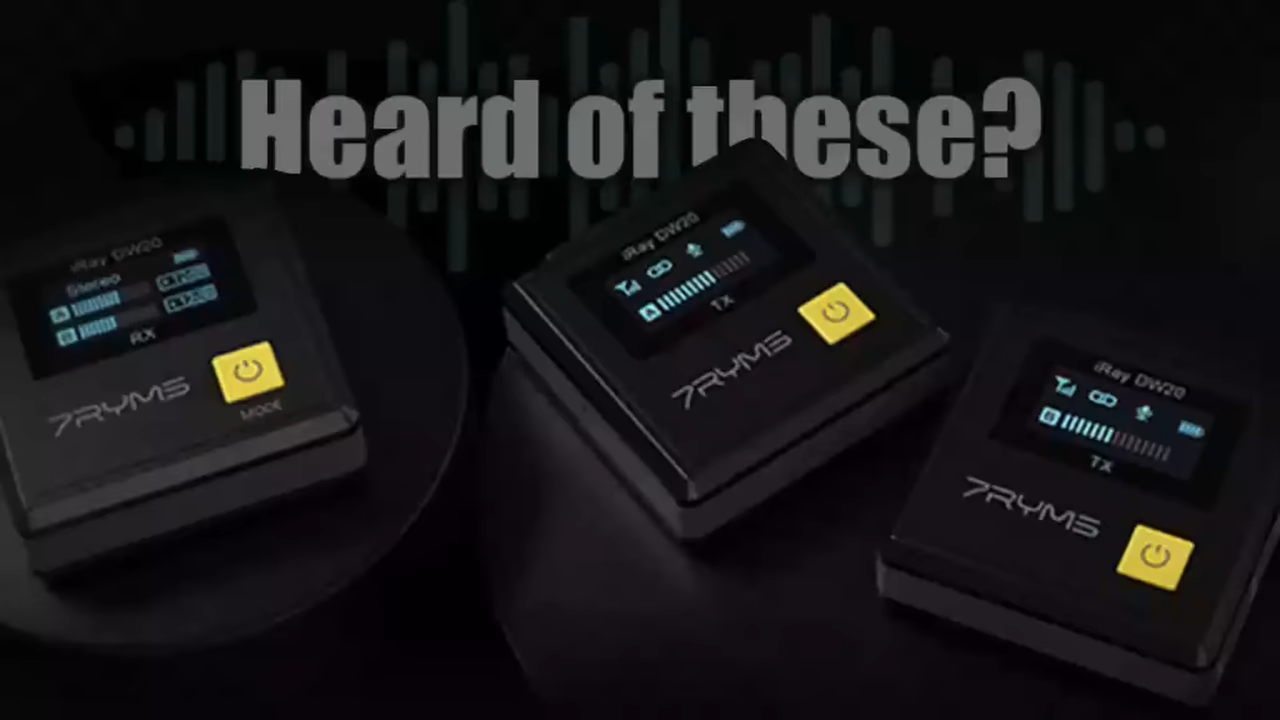 Heard of these?
iRay DW20
Stereo
A
B
RX
7RYMS
MODE
iRay DW20
A
TX
7RYMS
iRay DW20
B
TX
7RYMS